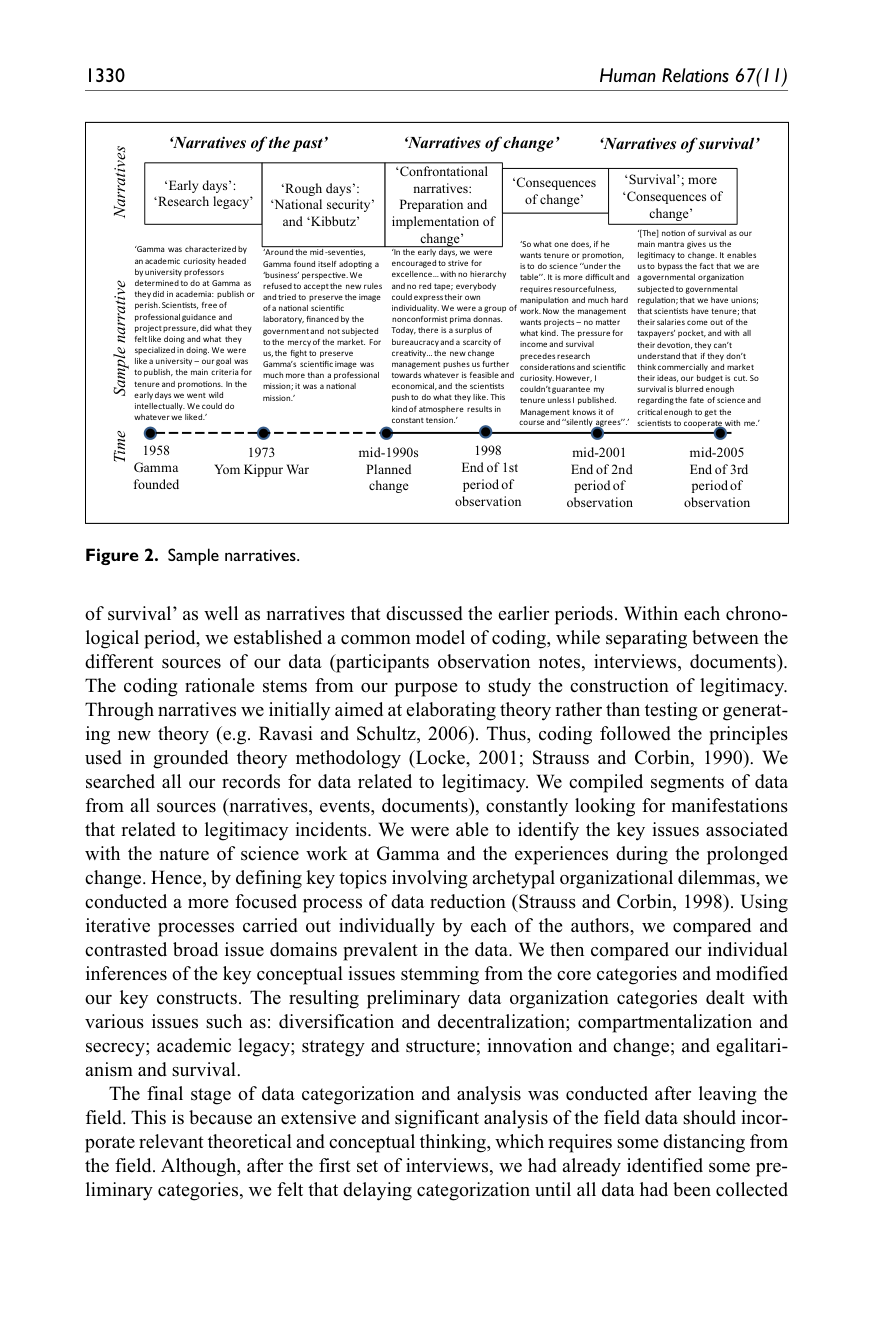 1330
Human Relations 67(11)
‘Narratives of the past’
‘Narratives of change’
‘Narratives of survival’
Narratives
‘Early days’:
‘Research legacy’
‘Rough days’:
‘National security’
and ‘Kibbutz’
‘Confrontational
narratives:
Preparation and
implementation of
change’
‘Consequences
of change’
‘Survival’; more
‘Consequences of
change’
Sample narrative
‘Gamma was characterized by
an academic curiosity headed
by university professors
determined to do at Gamma as
they did in academia: publish or
perish. Scientists, free of
professional guidance and
project pressure, did what they
felt like doing and what they
specialized in doing. We were
like a university – our goal was
to publish, the main criteria for
tenure and promotions. In the
early days we went wild
intellectually. We could do
whatever we liked.’
‘Around the mid-seventies,
Gamma found itself adopting a
‘business’ perspective. We
refused to accept the new rules
and tried to preserve the image
of a national scientific
laboratory, financed by the
government and not subjected
to the mercy of the market. For
us, the fight to preserve
Gamma’s scientific image was
much more than a professional
mission; it was a national
mission.’
‘In the early days, we were
encouraged to strive for
excellence… with no hierarchy
and no red tape; everybody
could express their own
individuality. We were a group of
nonconformist prima donnas.
Today, there is a surplus of
bureaucracy and a scarcity of
creativity… the new change
management pushes us further
towards whatever is feasible and
economical, and the scientists
push to do what they like. This
kind of atmosphere results in
constant tension.’
‘So what one does, if he
wants tenure or promotion,
is to do science “under the
table”. It is more difficult and
requires resourcefulness,
manipulation and much hard
work. Now the management
wants projects – no matter
what kind. The pressure for
income and survival
precedes research
considerations and scientific
curiosity. However, I
couldn’t guarantee my
tenure unless I published.
Management knows it of
course and “silently agrees”.’
‘[The] notion of survival as our
main mantra gives us the
legitimacy to change. It enables
us to bypass the fact that we are
a governmental organization
subjected to governmental
regulation; that we have unions;
that scientists have tenure; that
their salaries come out of the
taxpayers’ pocket, and with all
their devotion, they can’t
understand that if they don’t
think commercially and market
their ideas, our budget is cut. So
survival is blurred enough
regarding the fate of science and
critical enough to get the
scientists to cooperate with me.’
Time
1958
Gamma
founded
1973
Yom Kippur War
mid-1990s
Planned
change
1998
End of 1st
period of
observation
mid-2001
End of 2nd
period of
observation
mid-2005
End of 3rd
period of
observation
Figure 2. Sample narratives.
of survival’ as well as narratives that discussed the earlier periods. Within each chrono-
logical period, we established a common model of coding, while separating between the
different sources of our data (participants observation notes, interviews, documents).
The coding rationale stems from our purpose to study the construction of legitimacy.
Through narratives we initially aimed at elaborating theory rather than testing or generat-
ing new theory (e.g. Ravasi and Schultz, 2006). Thus, coding followed the principles
used in grounded theory methodology (Locke, 2001; Strauss and Corbin, 1990). We
searched all our records for data related to legitimacy. We compiled segments of data
from all sources (narratives, events, documents), constantly looking for manifestations
that related to legitimacy incidents. We were able to identify the key issues associated
with the nature of science work at Gamma and the experiences during the prolonged
change. Hence, by defining key topics involving archetypal organizational dilemmas, we
conducted a more focused process of data reduction (Strauss and Corbin, 1998). Using
iterative processes carried out individually by each of the authors, we compared and
contrasted broad issue domains prevalent in the data. We then compared our individual
inferences of the key conceptual issues stemming from the core categories and modified
our key constructs. The resulting preliminary data organization categories dealt with
various issues such as: diversification and decentralization; compartmentalization and
secrecy; academic legacy; strategy and structure; innovation and change; and egalitari-
anism and survival.
The final stage of data categorization and analysis was conducted after leaving the
field. This is because an extensive and significant analysis of the field data should incor-
porate relevant theoretical and conceptual thinking, which requires some distancing from
the field. Although, after the first set of interviews, we had already identified some pre-
liminary categories, we felt that delaying categorization until all data had been collected